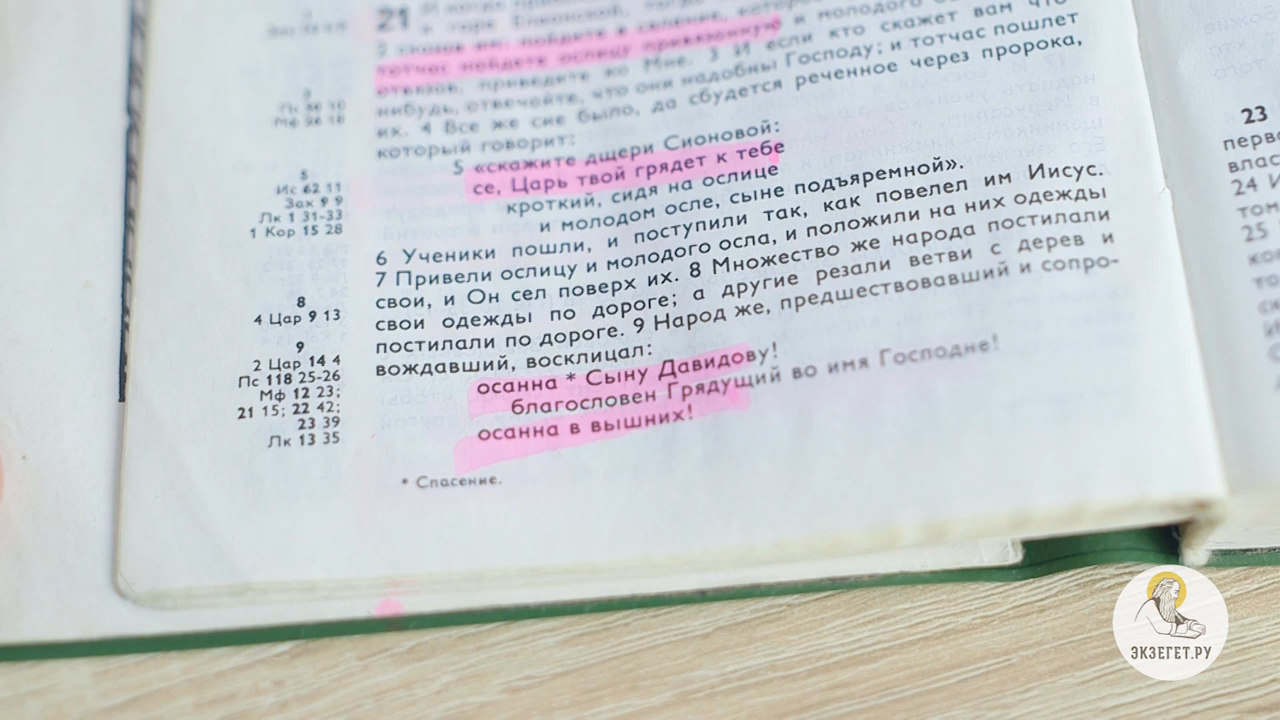 21
2 сказав им: пойдите в селение, которое
тотчас найдете ослицу привязанную и молодого
отвязав, приведите ко Мне. 3 И если кто скажет вам что-
нибудь, отвечайте, что они надобны Господу; и тотчас пошлет
их. 4 Все же сие было, да сбудется реченное через пророка,
который говорит:
5 «скажите дщери Сионовой:
се, Царь твой грядет к тебе
кроткий, сидя на ослице
и молодом осле, сыне подъяремной».
6 Ученики пошли, и поступили так, как повелел им Иисус.
7 Привели ослицу и молодого осла, и положили на них одежды
свои, и Он сел поверх их. 8 Множество же народа постилали
свои одежды по дороге; а другие резали ветви с дерев и
постилали по дороге. 9 Народ же, предшествовавший и сопро-
вождавший, восклицал:
осанна * Сыну Давидову!
благословен Грядущий во имя Господне!
осанна в вышних!
* Спасение.
5
Ис 62 11
Зах 9 9
Лк 1 31-33
1 Кор 15 28
8
4 Цар 9 13
9
2 Цар 14 4
Пс 118 25-26
Мф 12 23;
21 15; 22 42;
23 39
Лк 13 35
23
перво
влас
24 И
том
25
ЭКЗЕГЕТ.РУ